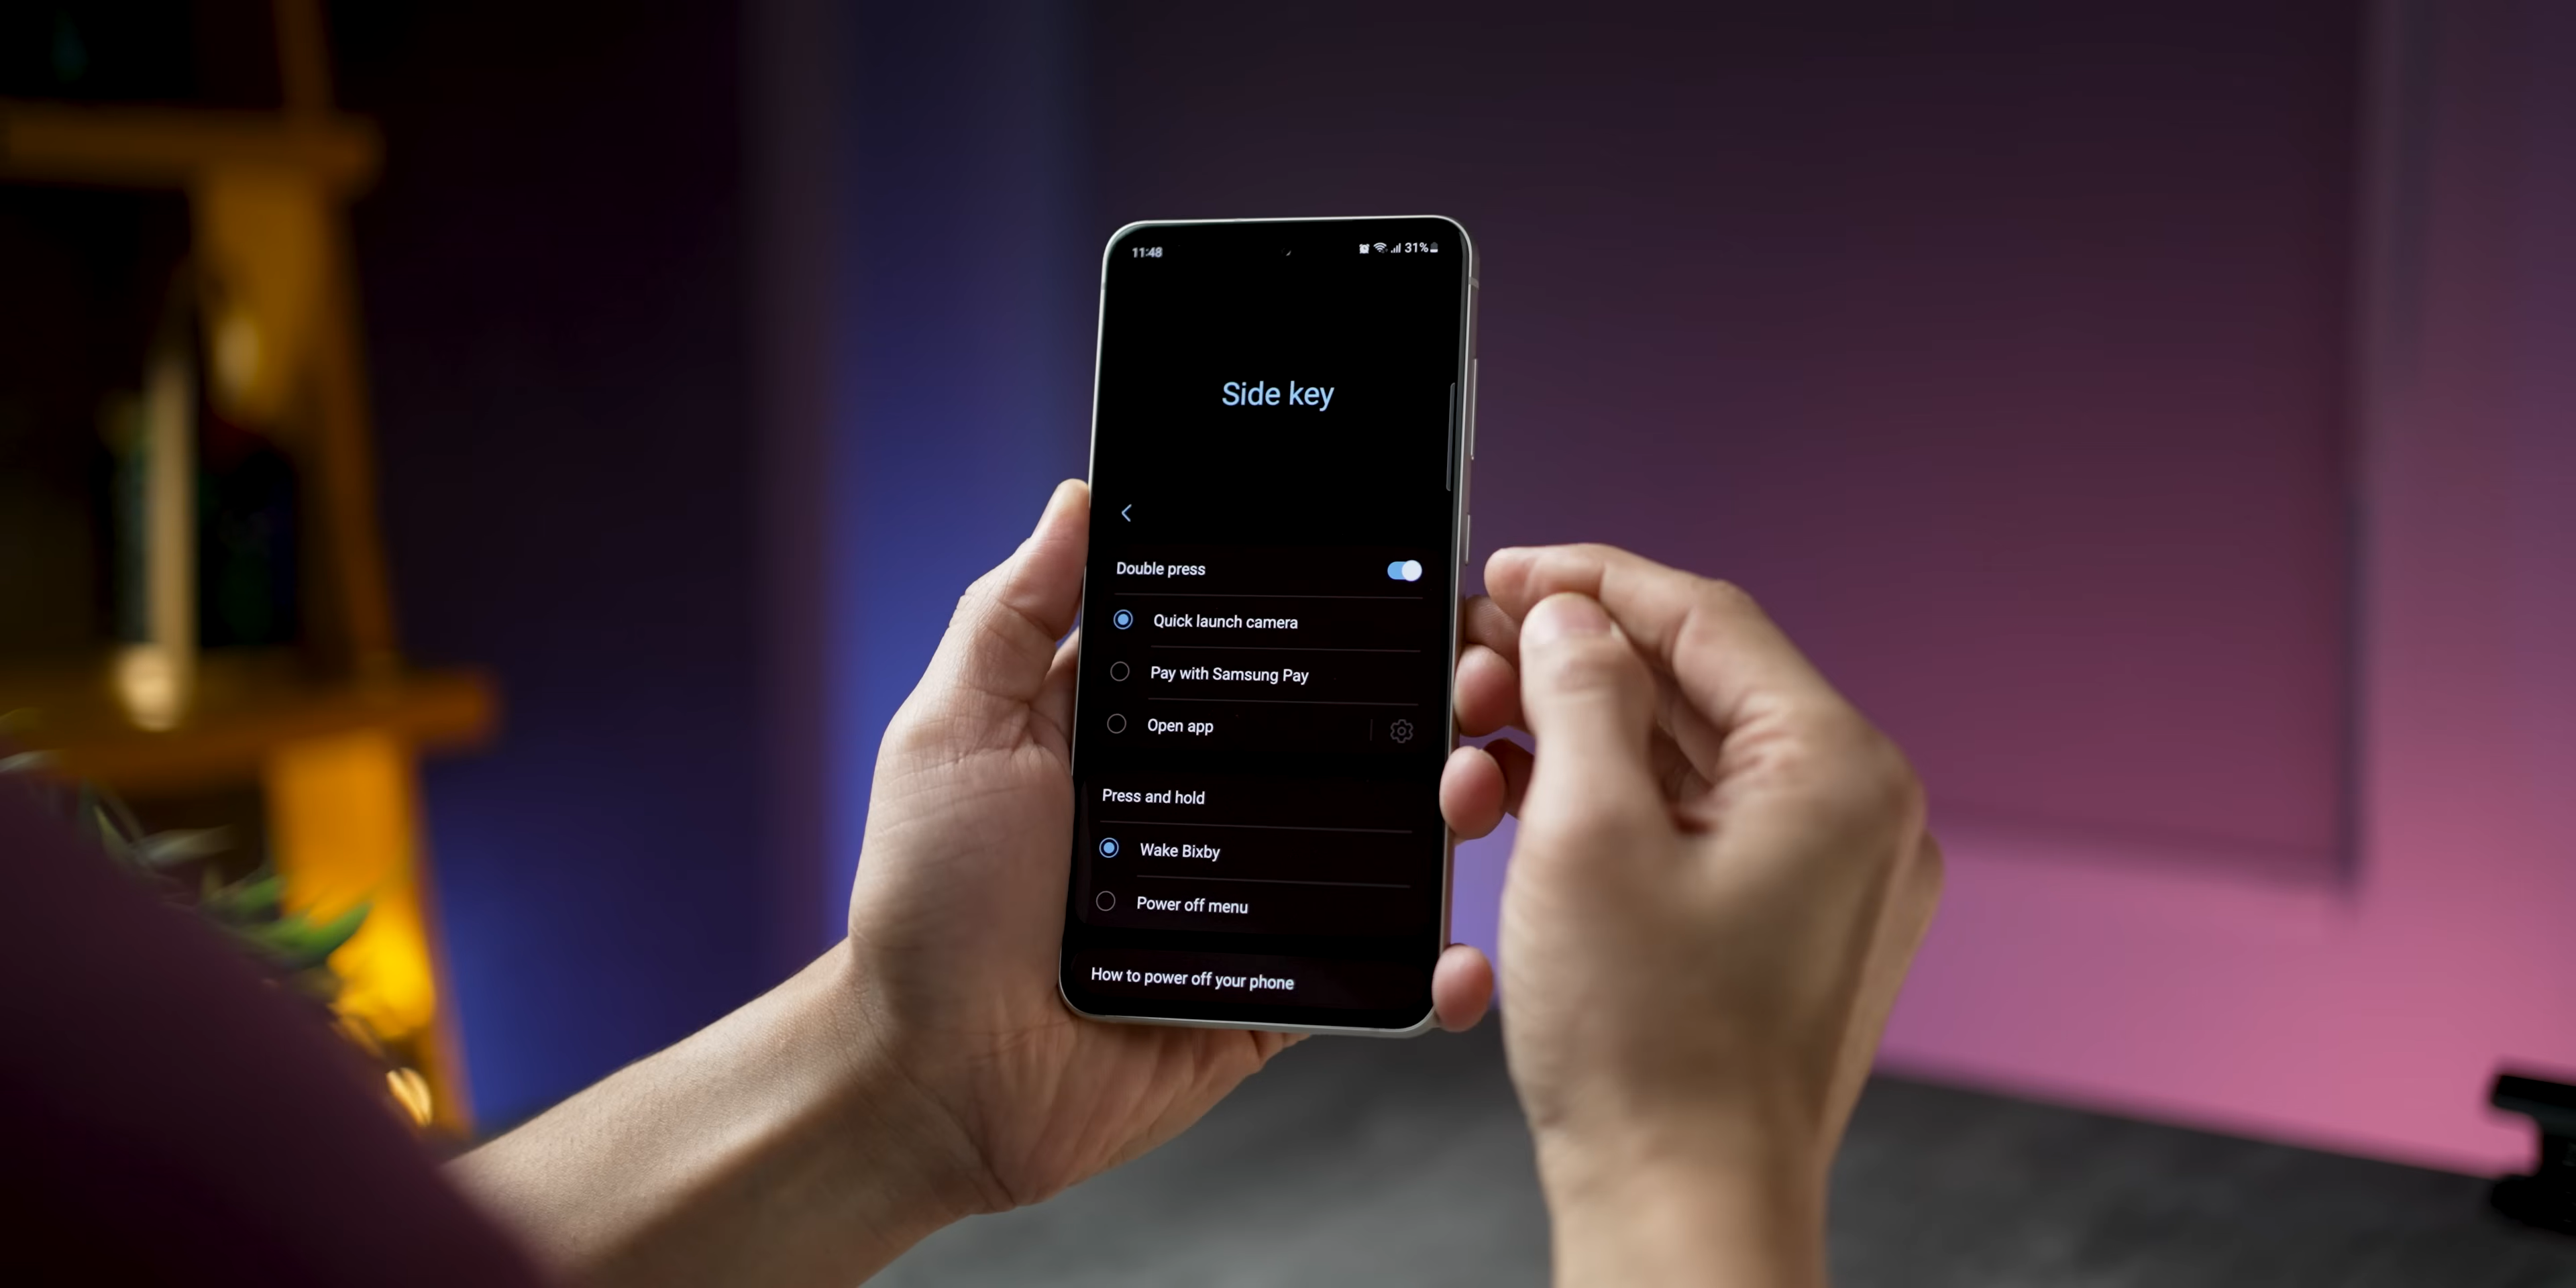 11:48
31%
Side key
Double press
Quick launch camera
Pay with Samsung Pay
Open app
Press and hold
Wake Bixby
Power off menu
How to power off your phone